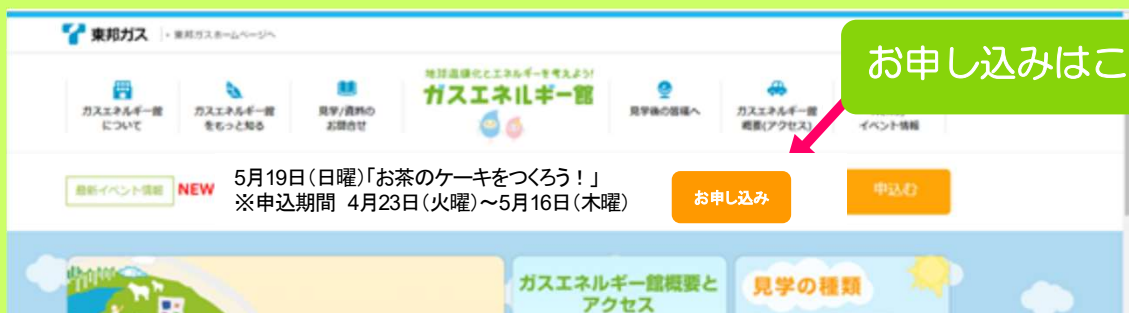 東邦ガス
東邦ガスホームページへ
お申し込みはこ
ガスエネルギー館
について
ガスエネルギー館
をもっと知る
見学/資料の
お問合せ
地球温暖化とエネルギーを考えよう!
ガスエネルギー館
見学後の皆様へ
ガスエネルギー館
概要(アクセス)
イベント情報
最新イベント情報
NEW
5月19日(日曜)「お茶のケーキをつくろう!」
※申込期間 4月23日(火曜)~5月16日(木曜)
お申し込み
申込む
ガスエネルギー館概要と
アクセス
見学の種類